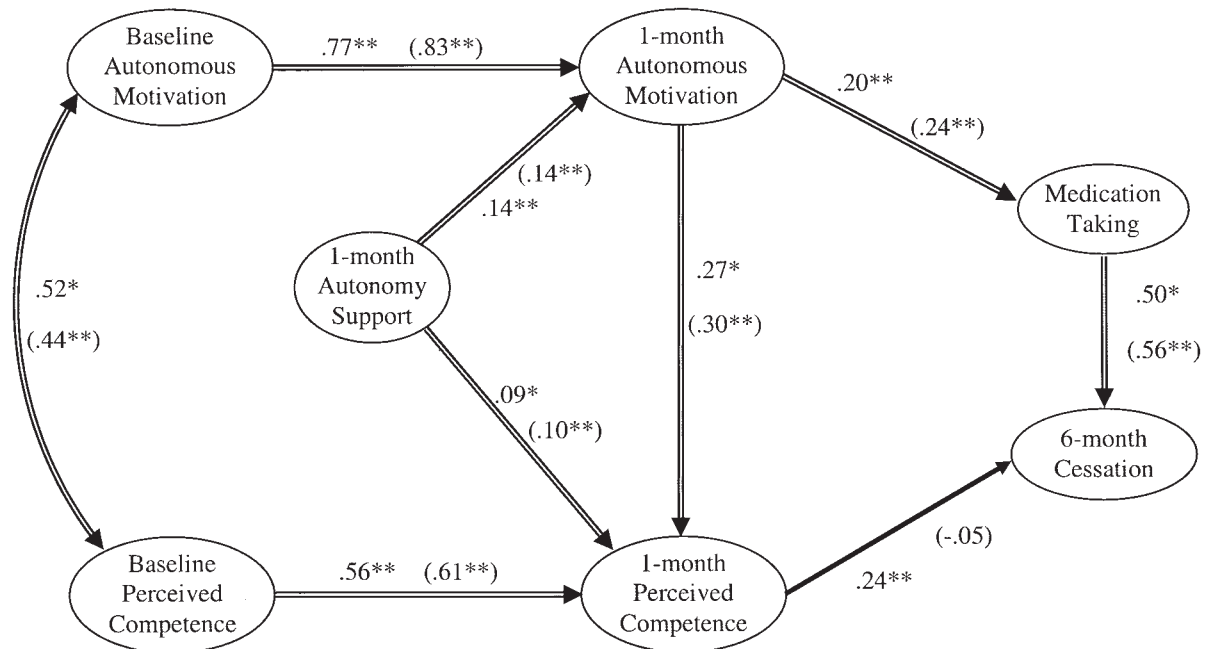 Baseline
Autonomous
Motivation
.77** (.83**)
1-month
Autonomous
Motivation
.20**
(.24**)
(.14**)
.14**
Medication
Taking
1-month
Autonomy
Support
.52*
(.44**)
.27*
(.30**)
.50*
(.56**)
.09*
(.10**)
6-month
Cessation
Baseline
Perceived
Competence
.56** (.61**)
1-month
Perceived
Competence
(-.05)
.24**